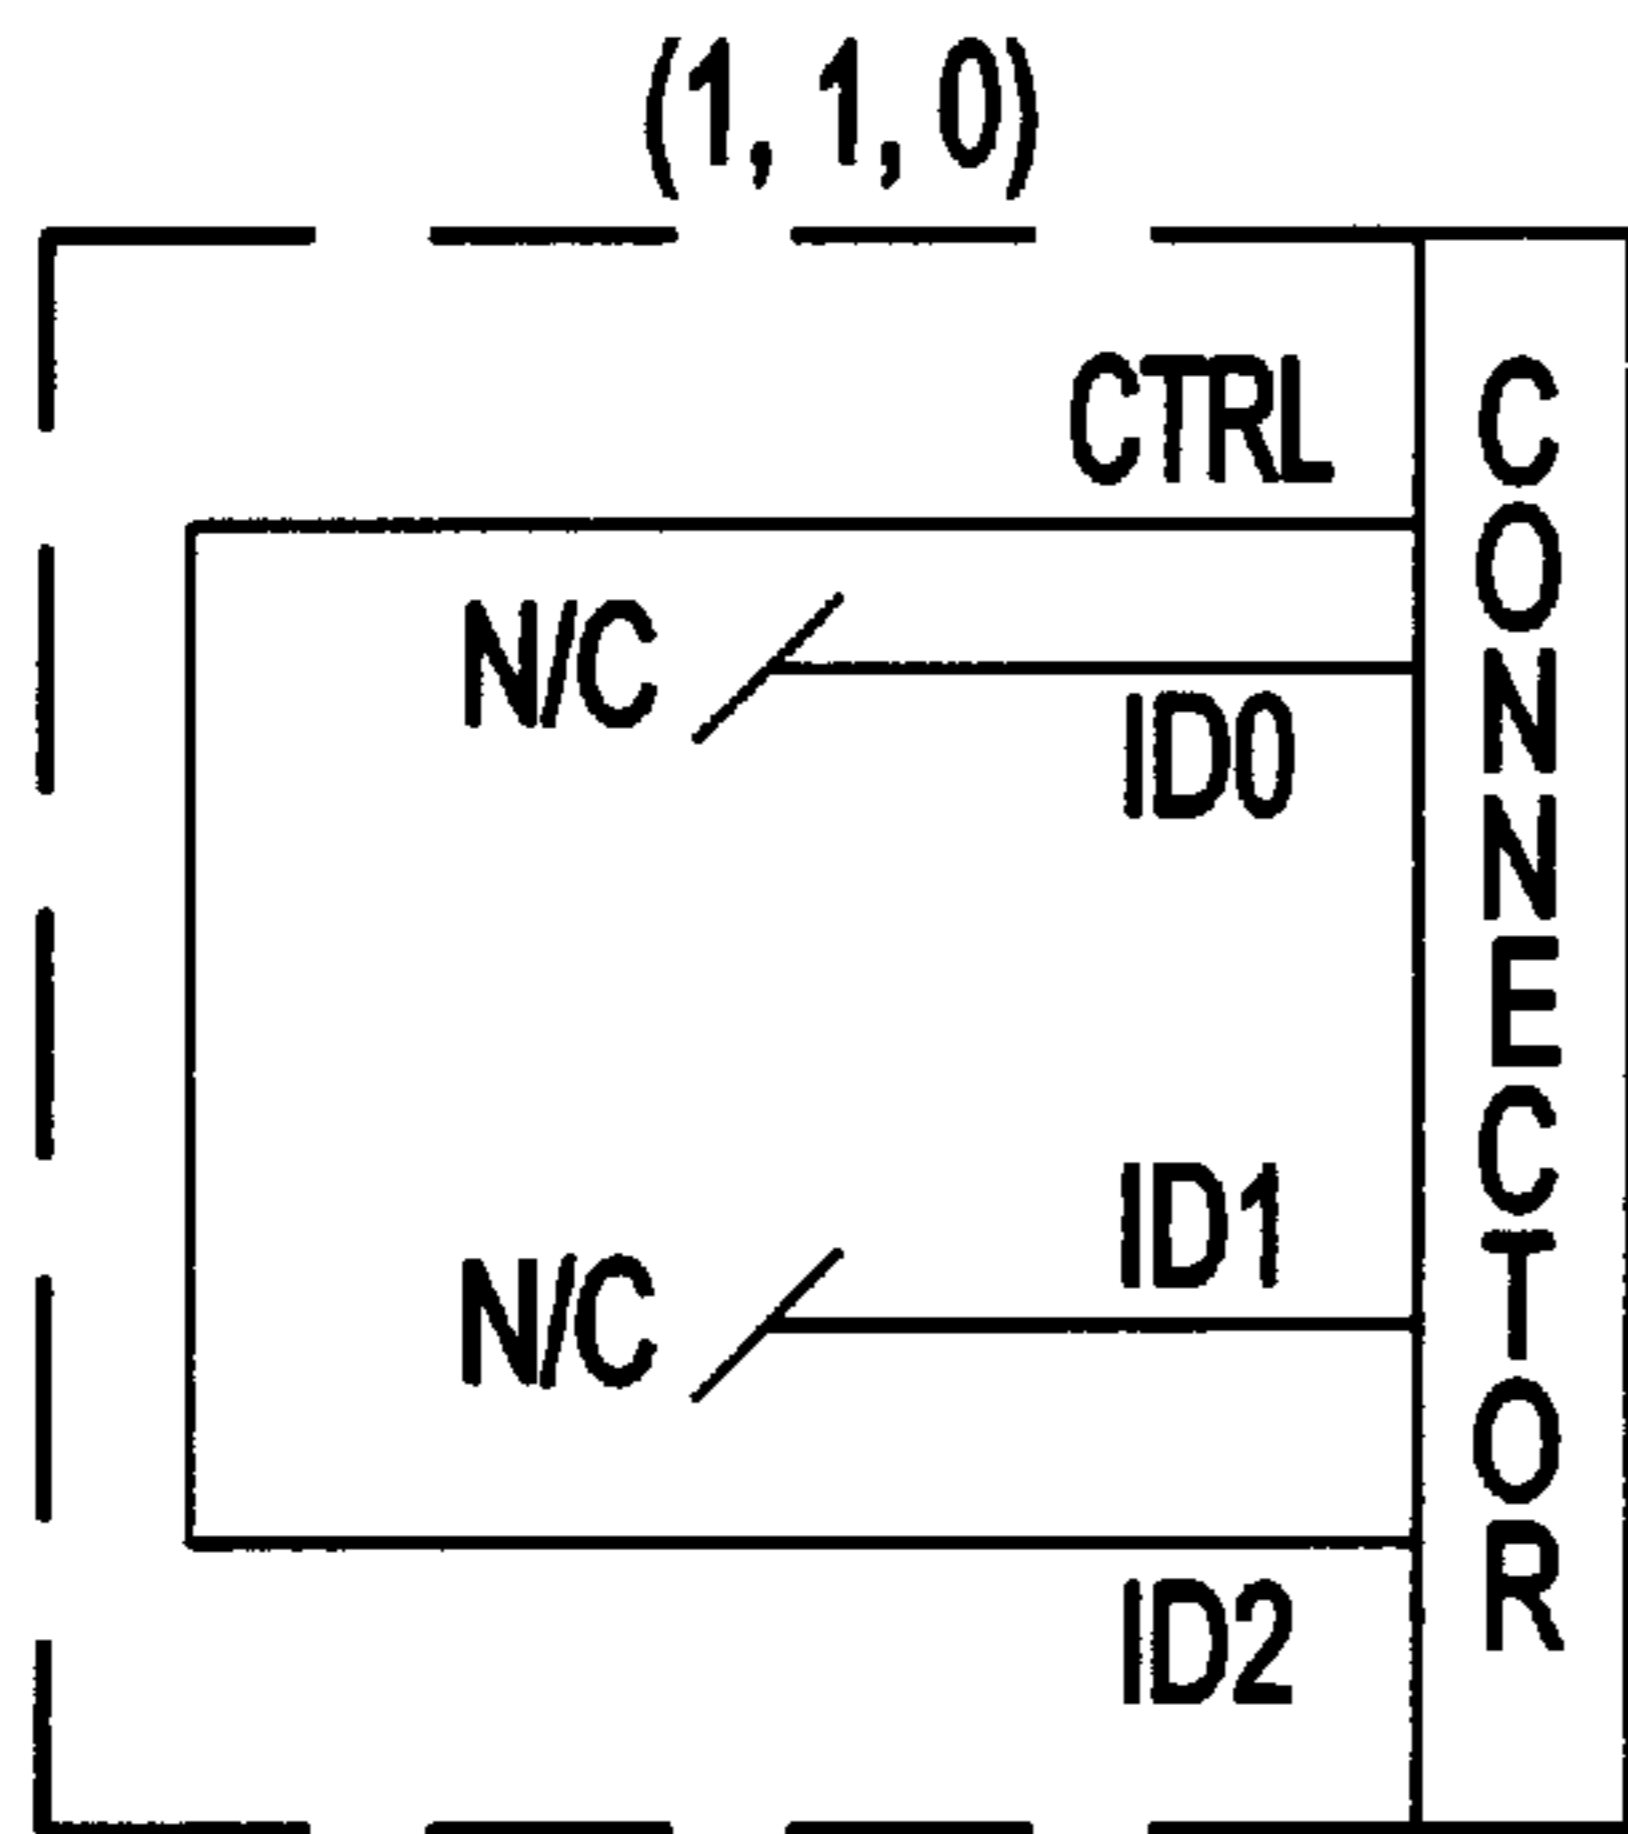 (1, 1, 0)
CTRL
N/C
ID0
ID1
N/C
ID2
CONNECTOR